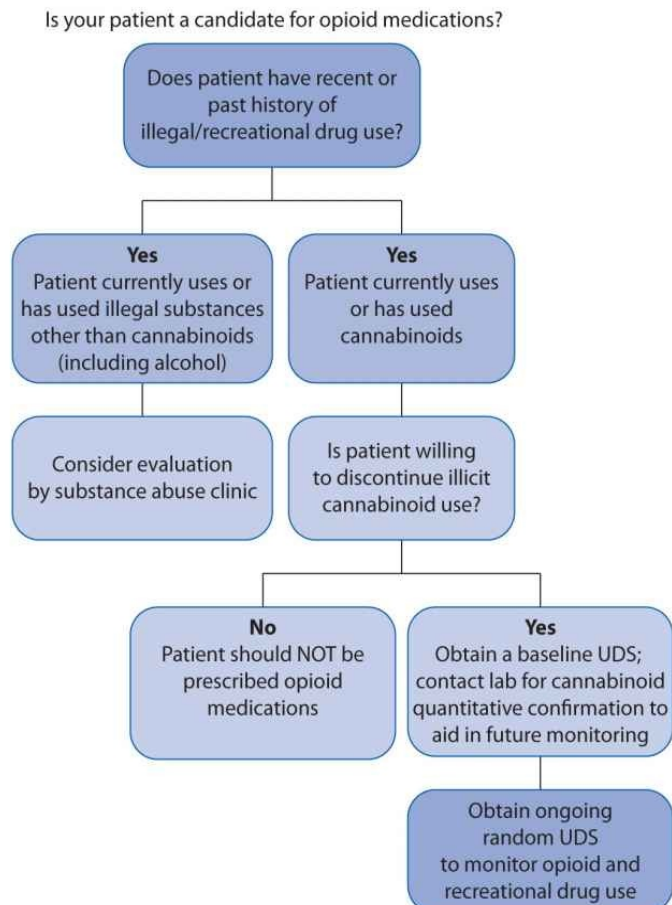 Is your patient a candidate for opioid medications?
Does patient have recent or
past history of
illegal/recreational drug use?
Yes
Patient currently uses or
has used illegal substances
other than cannabinoids
(including alcohol)
Yes
Patient currently uses
or has used
cannabinoids
Consider evaluation
by substance abuse clinic
Is patient willing
to discontinue illicit
cannabinoid use?
No
Patient should NOT be
prescribed opioid
medications
Yes
Obtain a baseline UDS;
contact lab for cannabinoid
quantitative confirmation to
aid in future monitoring
Obtain ongoing
random UDS
to monitor opioid and
recreational drug use